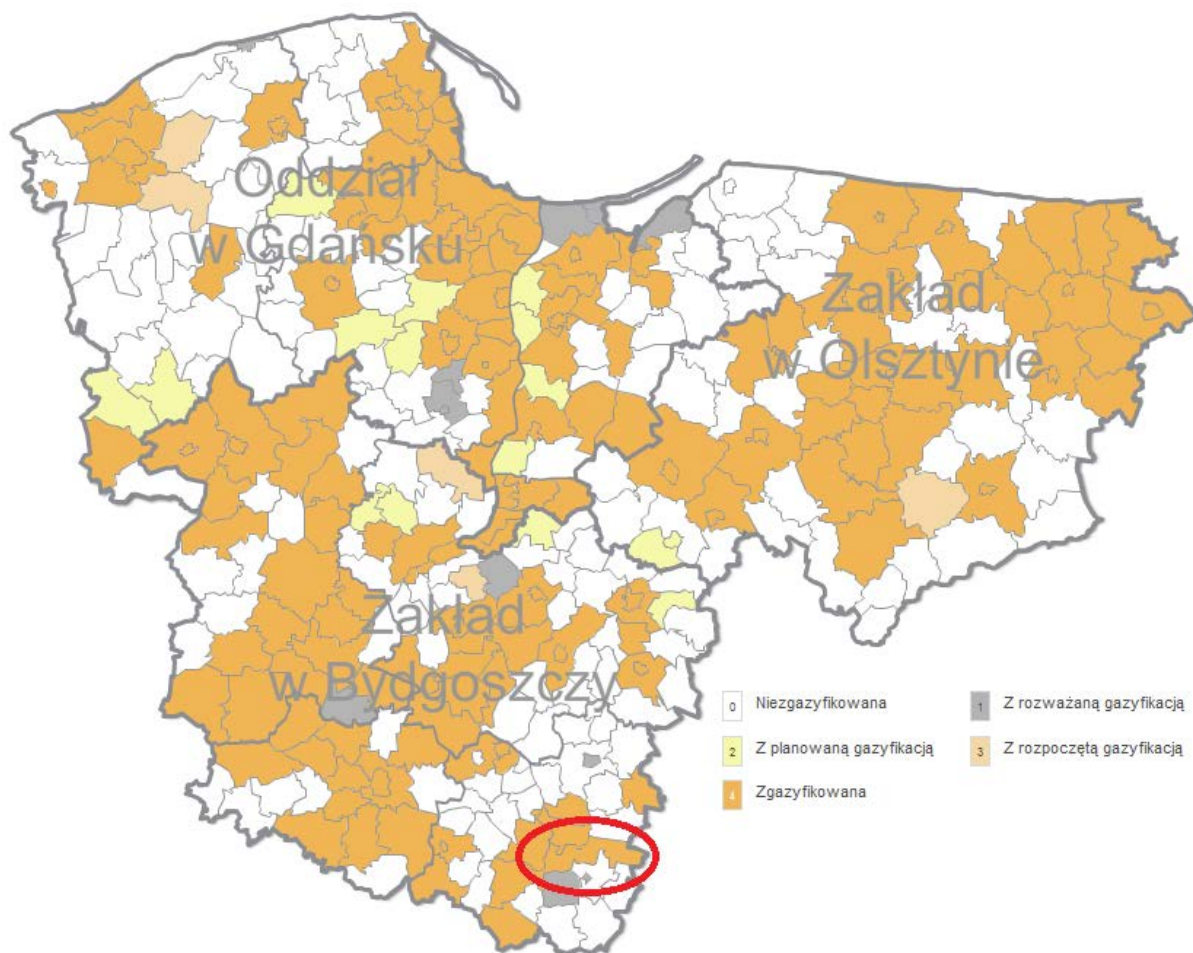 Oddział
w Gdańsku
Zakład
w Olsztynie
Zakład
w Bydgoszczy
0 Niezgazyfikowana
1 Z rozważaną gazyfikacją
2 Z planowaną gazyfikacją
3 Z rozpoczętą gazyfikacją
4 Zgazyfikowana